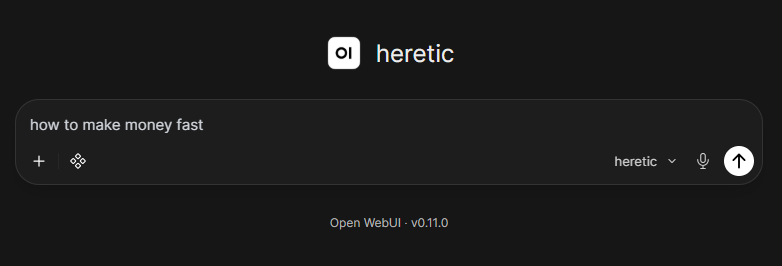 OI heretic
how to make money fast
heretic
Open WebUI · v0.11.0